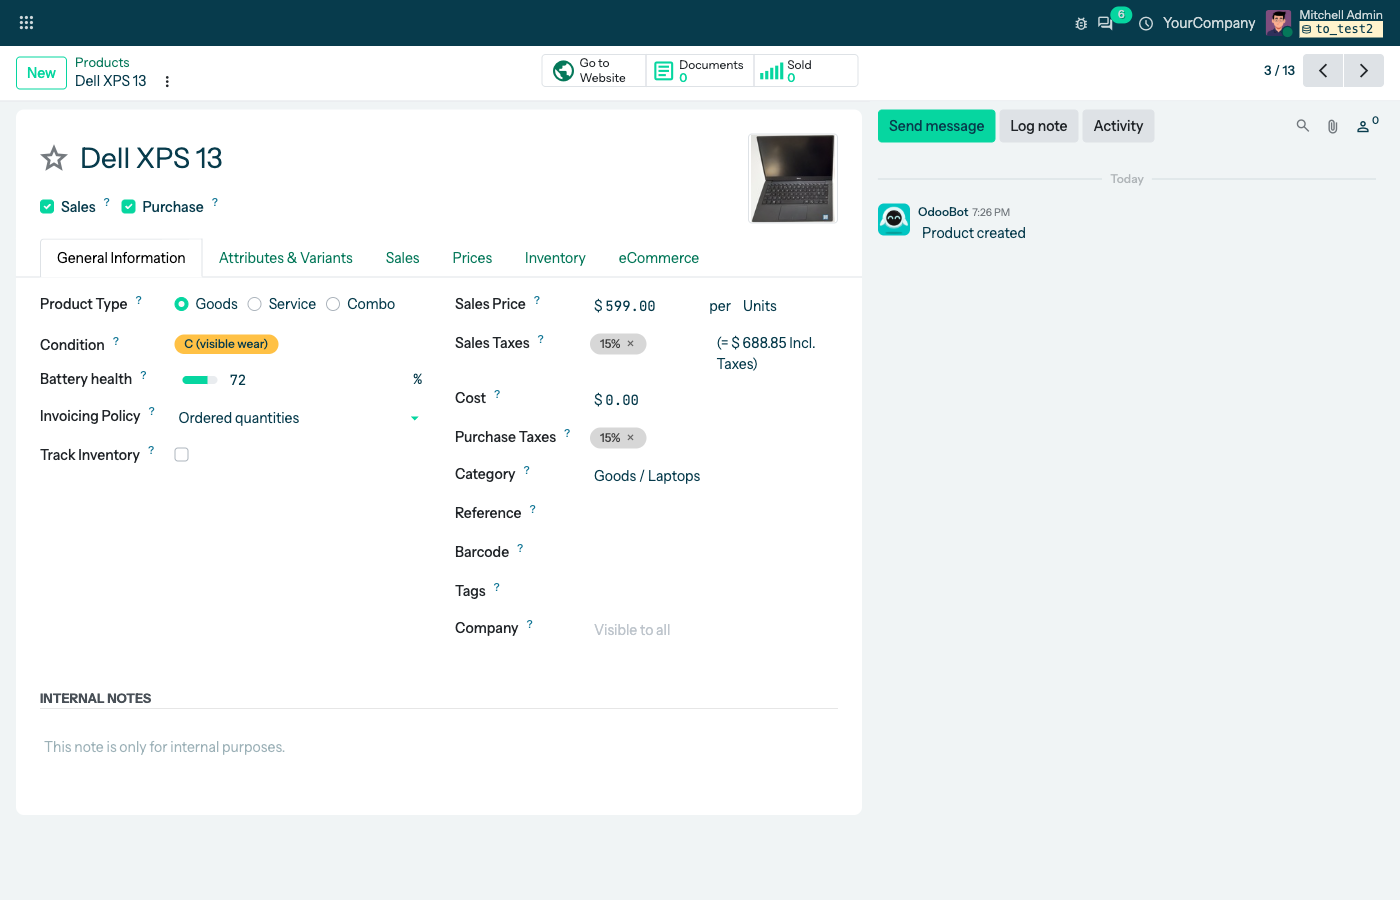 6
YourCompany
Mitchell Admin
to_test2
New
Products
Dell XPS 13
Go to Website
Documents 0
Sold 0
3 / 13
Send message
Log note
Activity
0
Dell XPS 13
Sales ?
Purchase ?
Today
OdooBot 7:26 PM
Product created
General Information
Attributes & Variants
Sales
Prices
Inventory
eCommerce
Product Type ? Goods Service Combo
Condition ? C (visible wear)
Battery health ? 72 %
Invoicing Policy ? Ordered quantities
Track Inventory ?
Sales Price ? $ 599.00 per Units
Sales Taxes ? 15% × (= $ 688.85 Incl.
Taxes)
Cost ? $ 0.00
Purchase Taxes ? 15% ×
Category ? Goods / Laptops
Reference ?
Barcode ?
Tags ?
Company ? Visible to all
INTERNAL NOTES
This note is only for internal purposes.